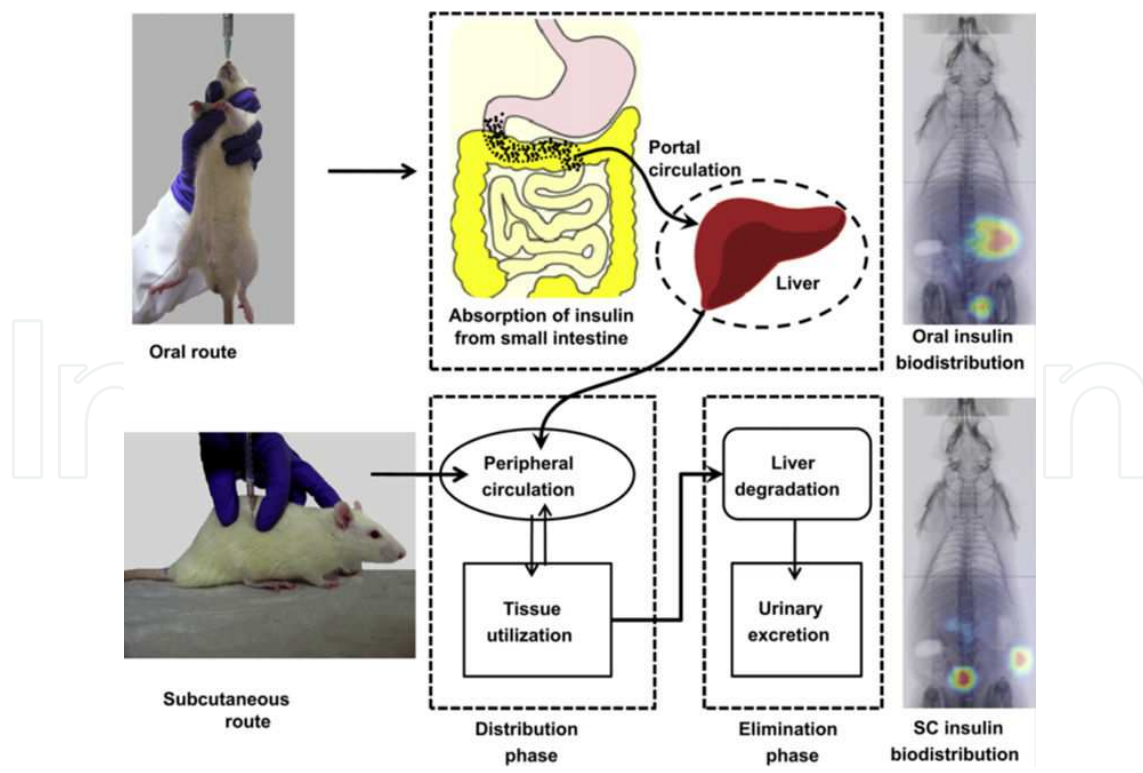 Portal
circulation
Liver
Absorption of insulin
from small intestine
Oral route
Oral insulin
biodistribution
Peripheral
circulation
Liver
degradation
Tissue
utilization
Urinary
excretion
Subcutaneous
route
Distribution
phase
Elimination
phase
SC insulin
biodistribution